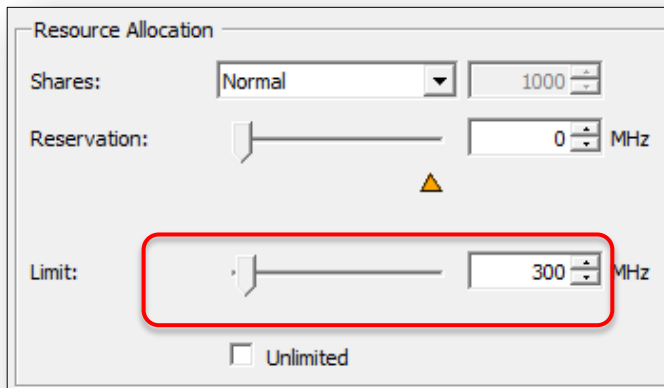 Resource Allocation
Shares: Normal 1000
Reservation: 0 MHz
Limit: 300 MHz
Unlimited